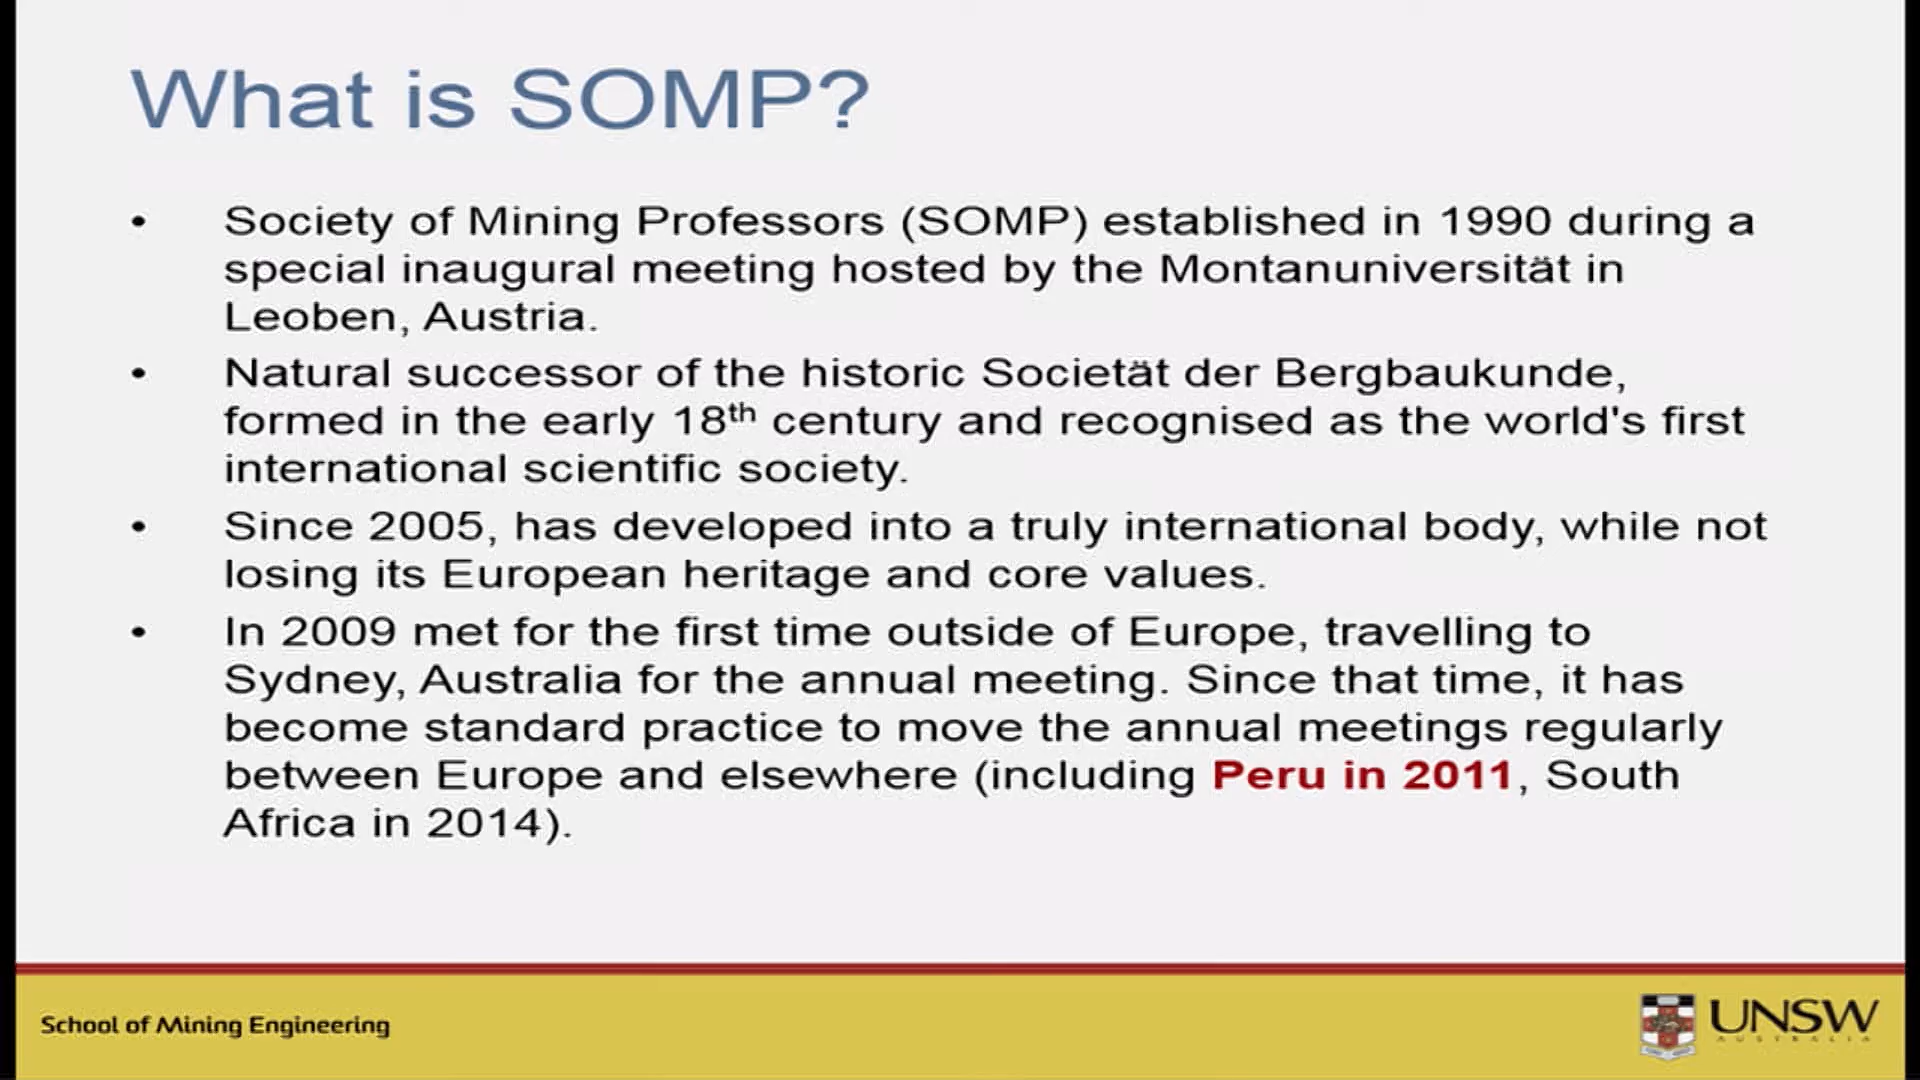 What is SOMP?
• Society of Mining Professors (SOMP) established in 1990 during a
special inaugural meeting hosted by the Montanuniversität in
Leoben, Austria.
• Natural successor of the historic Societät der Bergbaukunde,
formed in the early 18th century and recognised as the world's first
international scientific society.
• Since 2005, has developed into a truly international body, while not
losing its European heritage and core values.
• In 2009 met for the first time outside of Europe, travelling to
Sydney, Australia for the annual meeting. Since that time, it has
become standard practice to move the annual meetings regularly
between Europe and elsewhere (including Peru in 2011, South
Africa in 2014).
School of Mining Engineering
UNSW
AUSTRALIA